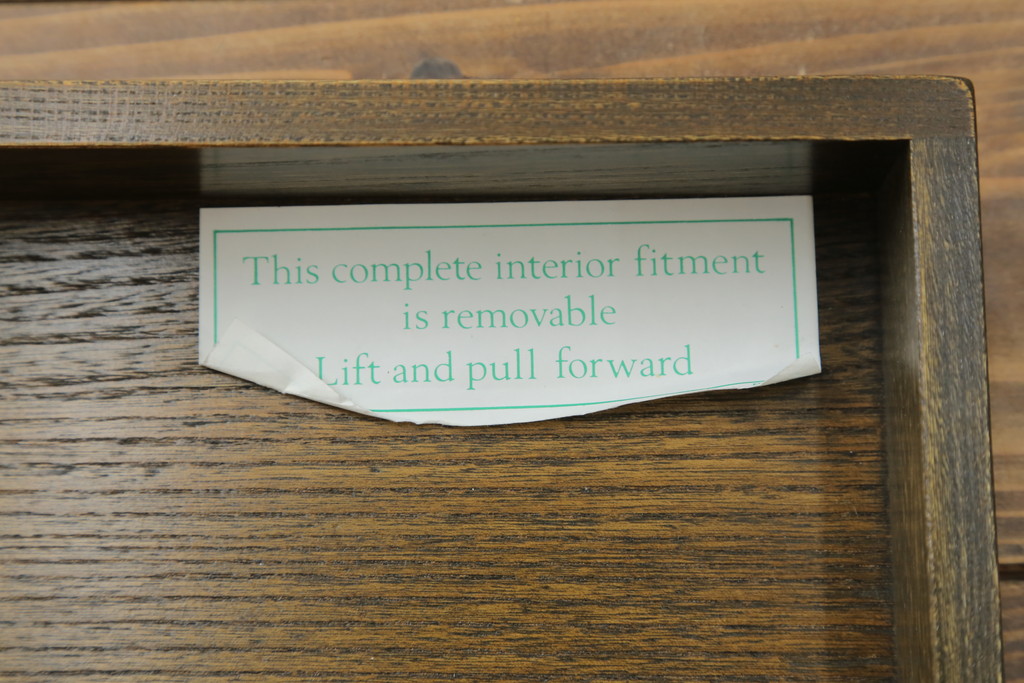 This complete interior fitment
is removable
Lift and pull forward